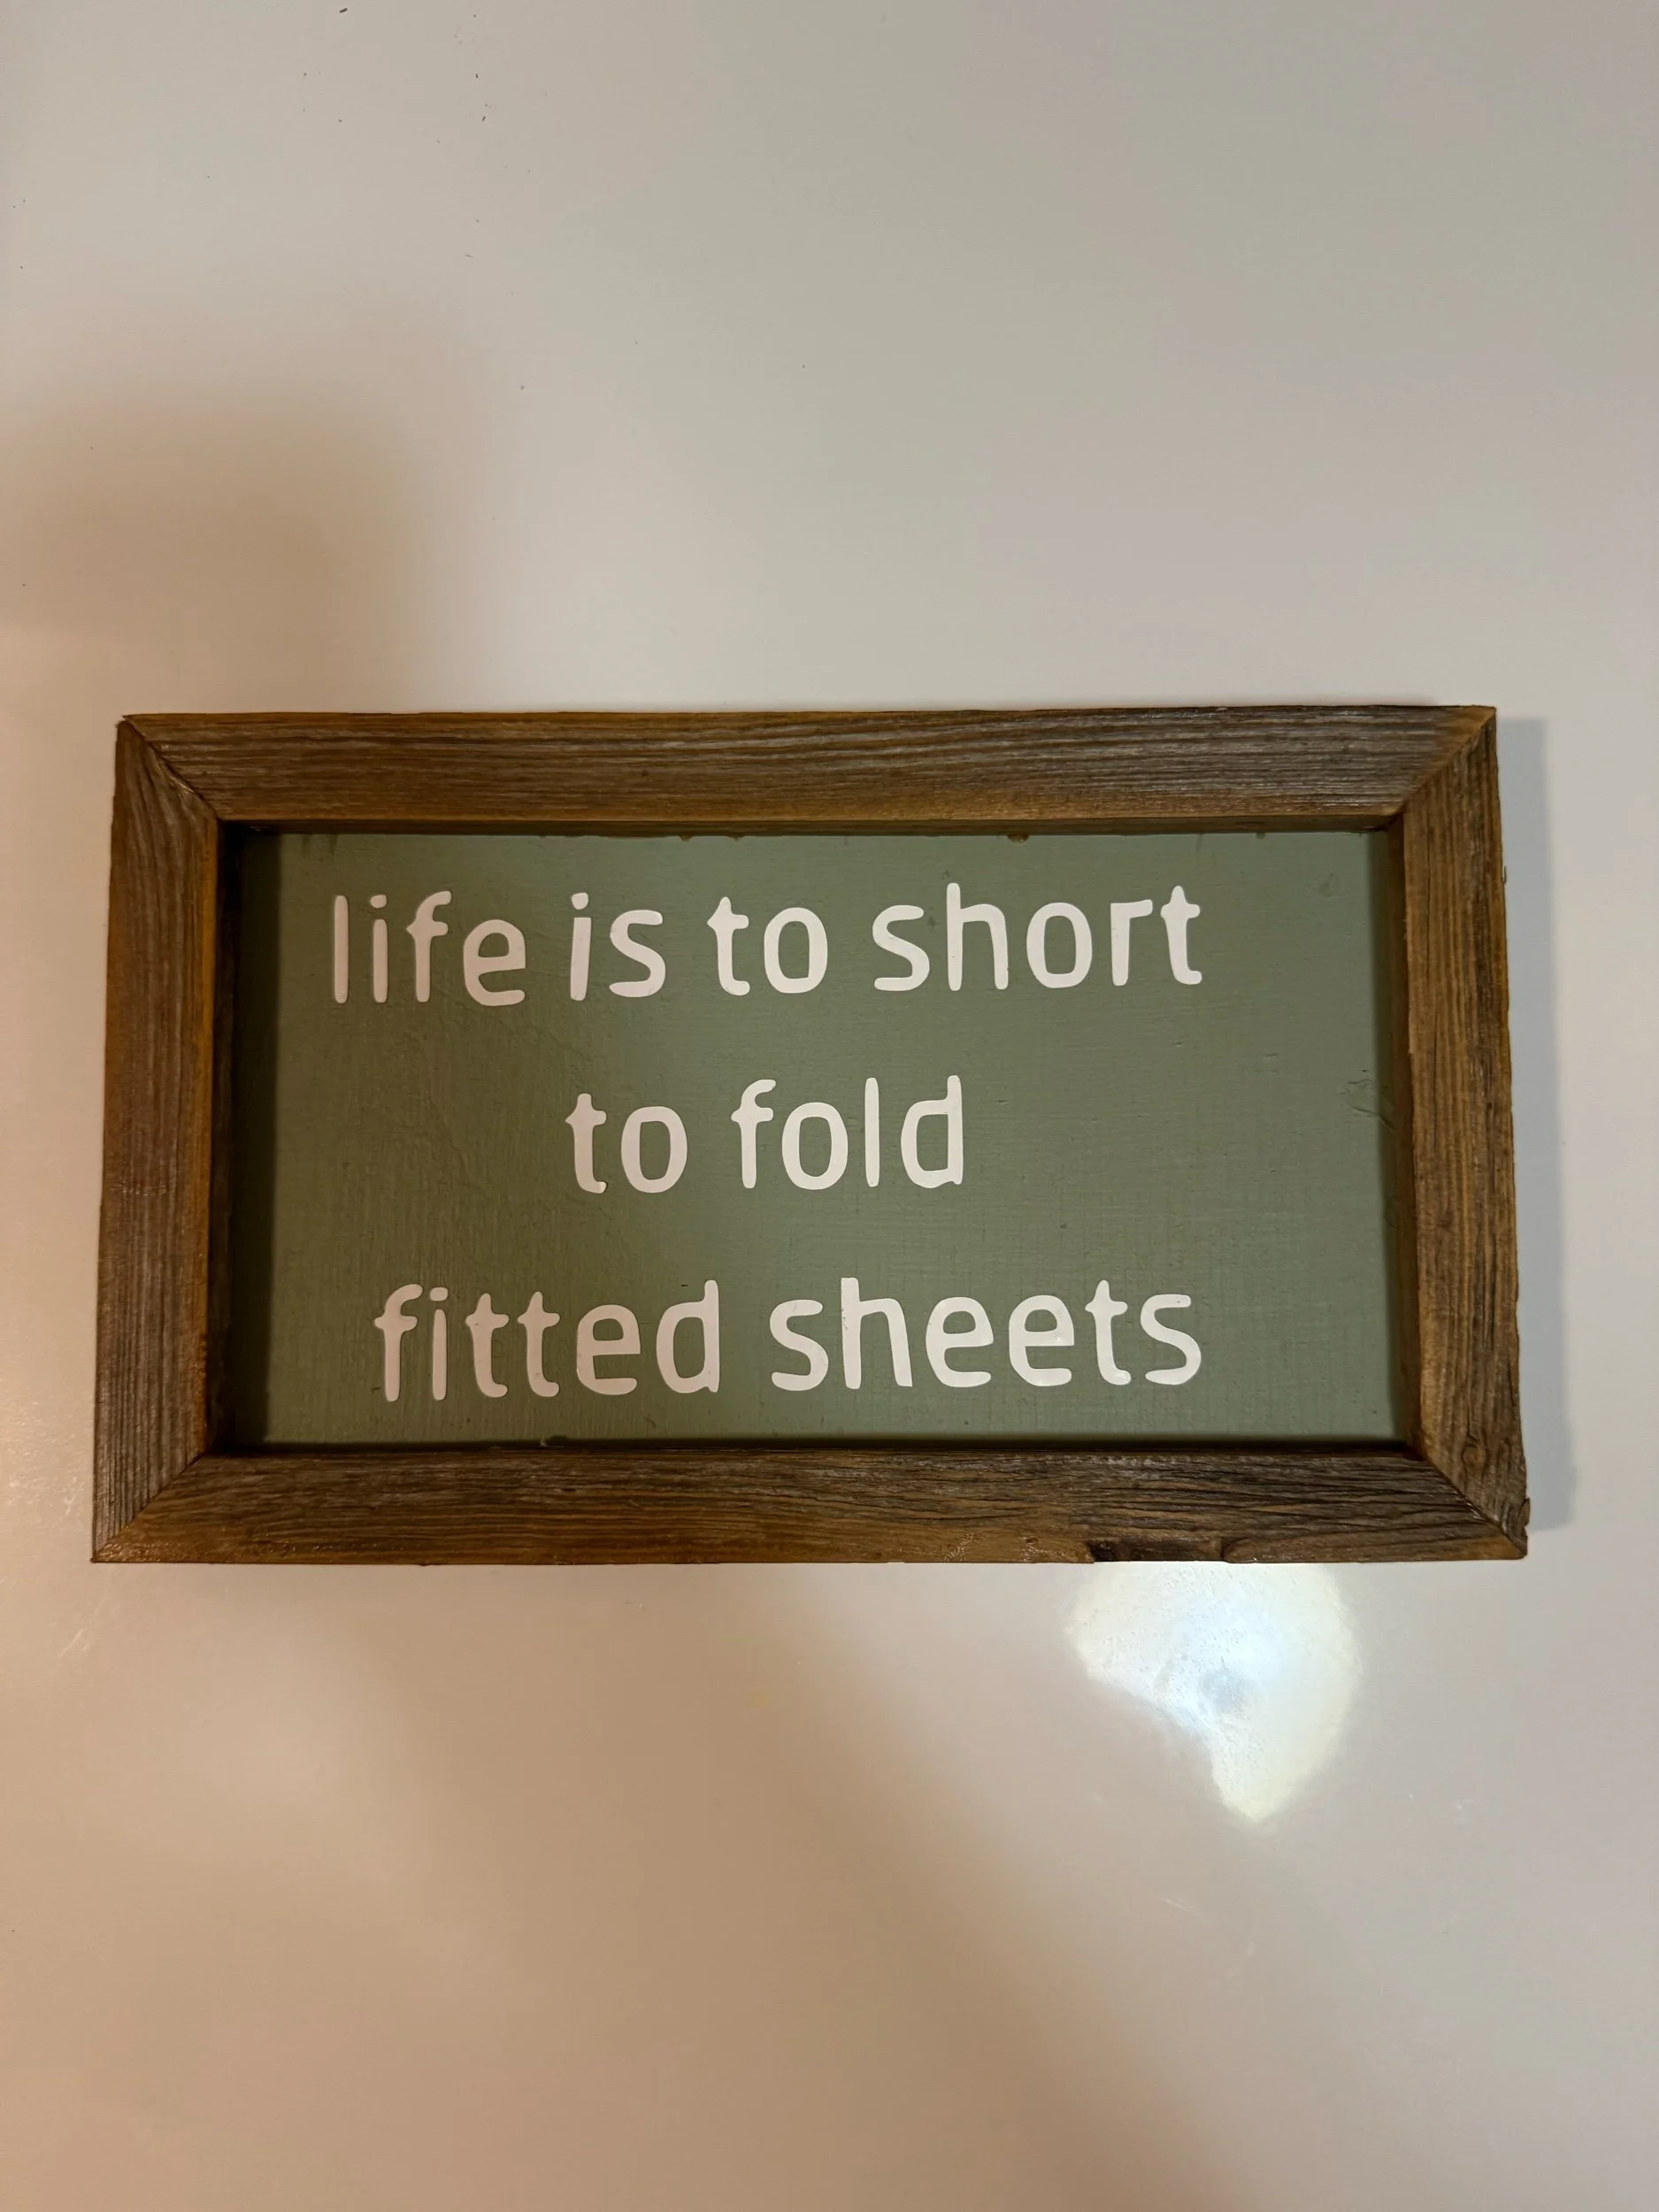 life is to short
to fold
fitted sheets